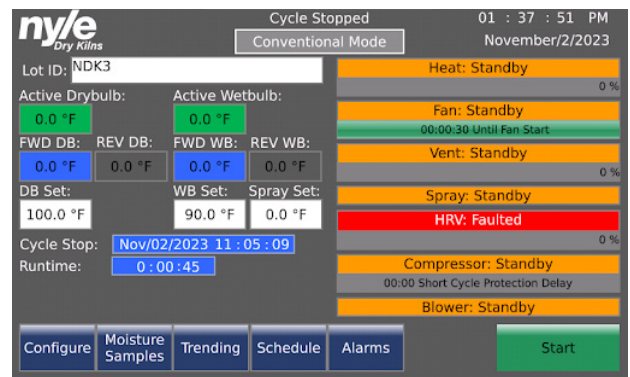 nyle
Dry Kilns
Cycle Stopped
Conventional Mode
01 : 37 : 51 PM
November/2/2023
Lot ID: NDK3
Active Drybulb: Active Wetbulb:
0.0 °F 0.0 °F
FWD DB: REV DB: FWD WB: REV WB:
0.0 °F 0.0 °F 0.0 °F 0.0 °F
DB Set: WB Set: Spray Set:
100.0 °F 90.0 °F 0.0 °F
Cycle Stop: Nov/02/2023 11 : 05 : 09
Runtime: 0 : 00 : 45
Heat: Standby
0 %
Fan: Standby
00:00:30 Until Fan Start
Vent: Standby
0 %
Spray: Standby
HRV: Faulted
0 %
Compressor: Standby
00:00 Short Cycle Protection Delay
Blower: Standby
Configure
Moisture
Samples
Trending
Schedule
Alarms
Start